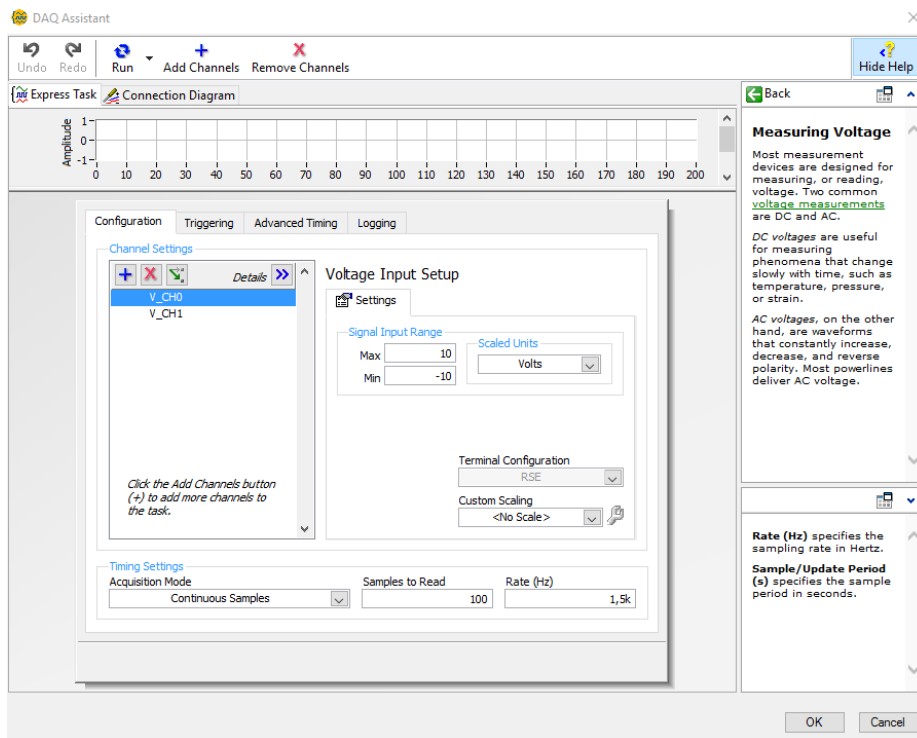 DAQ Assistant
Undo Redo Run Add Channels Remove Channels Hide Help
Express Task Connection Diagram
Amplitude
1
0
-1
0 10 20 30 40 50 60 70 80 90 100 110 120 130 140 150 160 170 180 190 200
Configuration Triggering Advanced Timing Logging
Channel Settings
Details
V_CH0
V_CH1
Click the Add Channels button
(+) to add more channels to
the task.
Voltage Input Setup
Settings
Signal Input Range
Max 10
Min -10
Scaled Units
Volts
Terminal Configuration
RSE
Custom Scaling
<No Scale>
Timing Settings
Acquisition Mode Samples to Read Rate (Hz)
Continuous Samples 100 1,5k
Back
Measuring Voltage
Most measurement
devices are designed for
measuring, or reading,
voltage. Two common
voltage measurements
are DC and AC.
DC voltages are useful
for measuring
phenomena that change
slowly with time, such as
temperature, pressure,
or strain.
AC voltages, on the other
hand, are waveforms
that constantly increase,
decrease, and reverse
polarity. Most powerlines
deliver AC voltage.
Rate (Hz) specifies the
sampling rate in Hertz.
Sample/Update Period
(s) specifies the sample
period in seconds.
OK Cancel